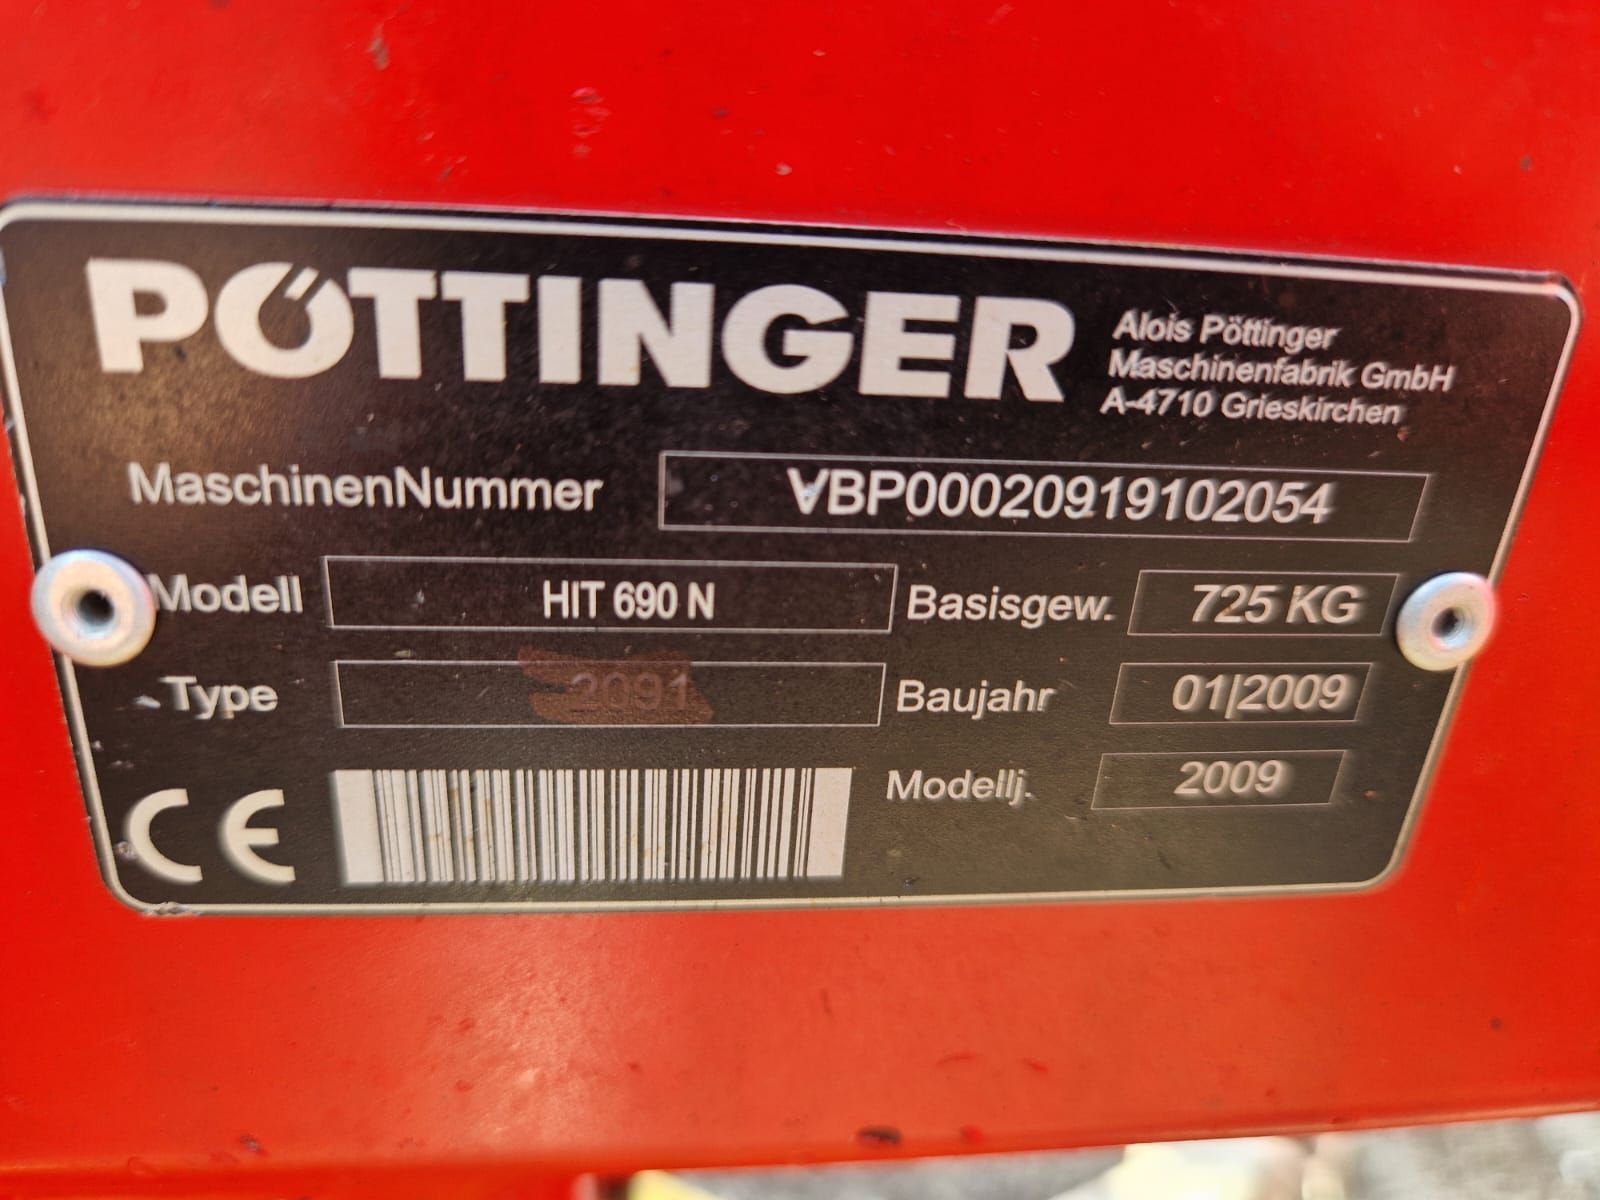 PÖTTINGER
Alois Pöttinger
Maschinenfabrik GmbH
A-4710 Grieskirchen
MaschinenNummer VBP00020919102054
Modell HIT 690 N Basisgew. 725 KG
Type 2091 Baujahr 01|2009
CE Modellj. 2009